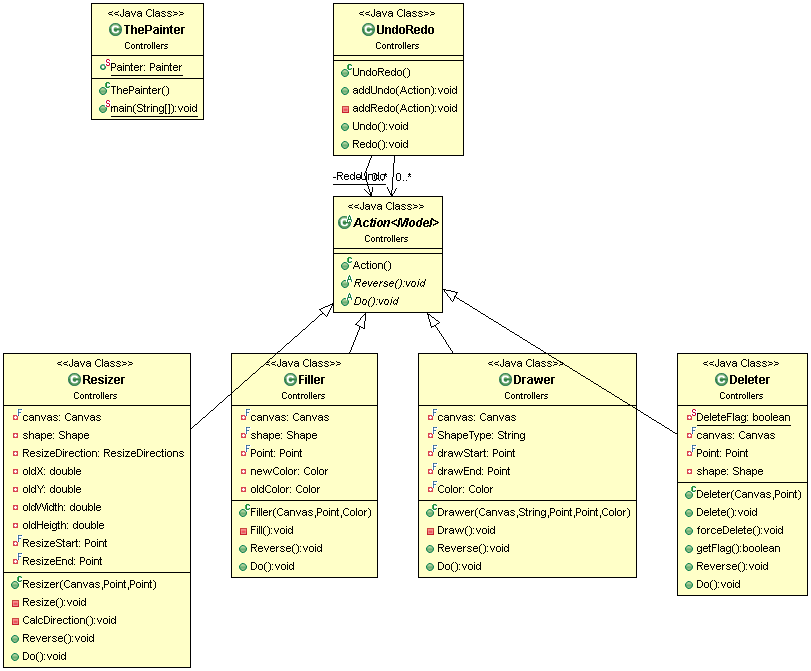 <<Java Class>>
ThePainter
Controllers
Painter: Painter
ThePainter()
main(String[]):void
<<Java Class>>
UndoRedo
Controllers
UndoRedo()
addUndo(Action):void
addRedo(Action):void
Undo():void
Redo():void
-Redo
-Undo
0..*
0..*
<<Java Class>>
Action<Model>
Controllers
Action()
Reverse():void
Do():void
<<Java Class>>
Resizer
Controllers
canvas: Canvas
shape: Shape
ResizeDirection: ResizeDirections
oldX: double
oldY: double
oldWidth: double
oldHeigth: double
ResizeStart: Point
ResizeEnd: Point
Resizer(Canvas,Point,Point)
Resize():void
CalcDirection():void
Reverse():void
Do():void
<<Java Class>>
Filler
Controllers
canvas: Canvas
shape: Shape
Point: Point
newColor: Color
oldColor: Color
Filler(Canvas,Point,Color)
Fill():void
Reverse():void
Do():void
<<Java Class>>
Drawer
Controllers
canvas: Canvas
ShapeType: String
drawStart: Point
drawEnd: Point
Color: Color
Drawer(Canvas,String,Point,Point,Color)
Draw():void
Reverse():void
Do():void
<<Java Class>>
Deleter
Controllers
DeleteFlag: boolean
canvas: Canvas
Point: Point
shape: Shape
Deleter(Canvas,Point)
Delete():void
forceDelete():void
getFlag():boolean
Reverse():void
Do():void